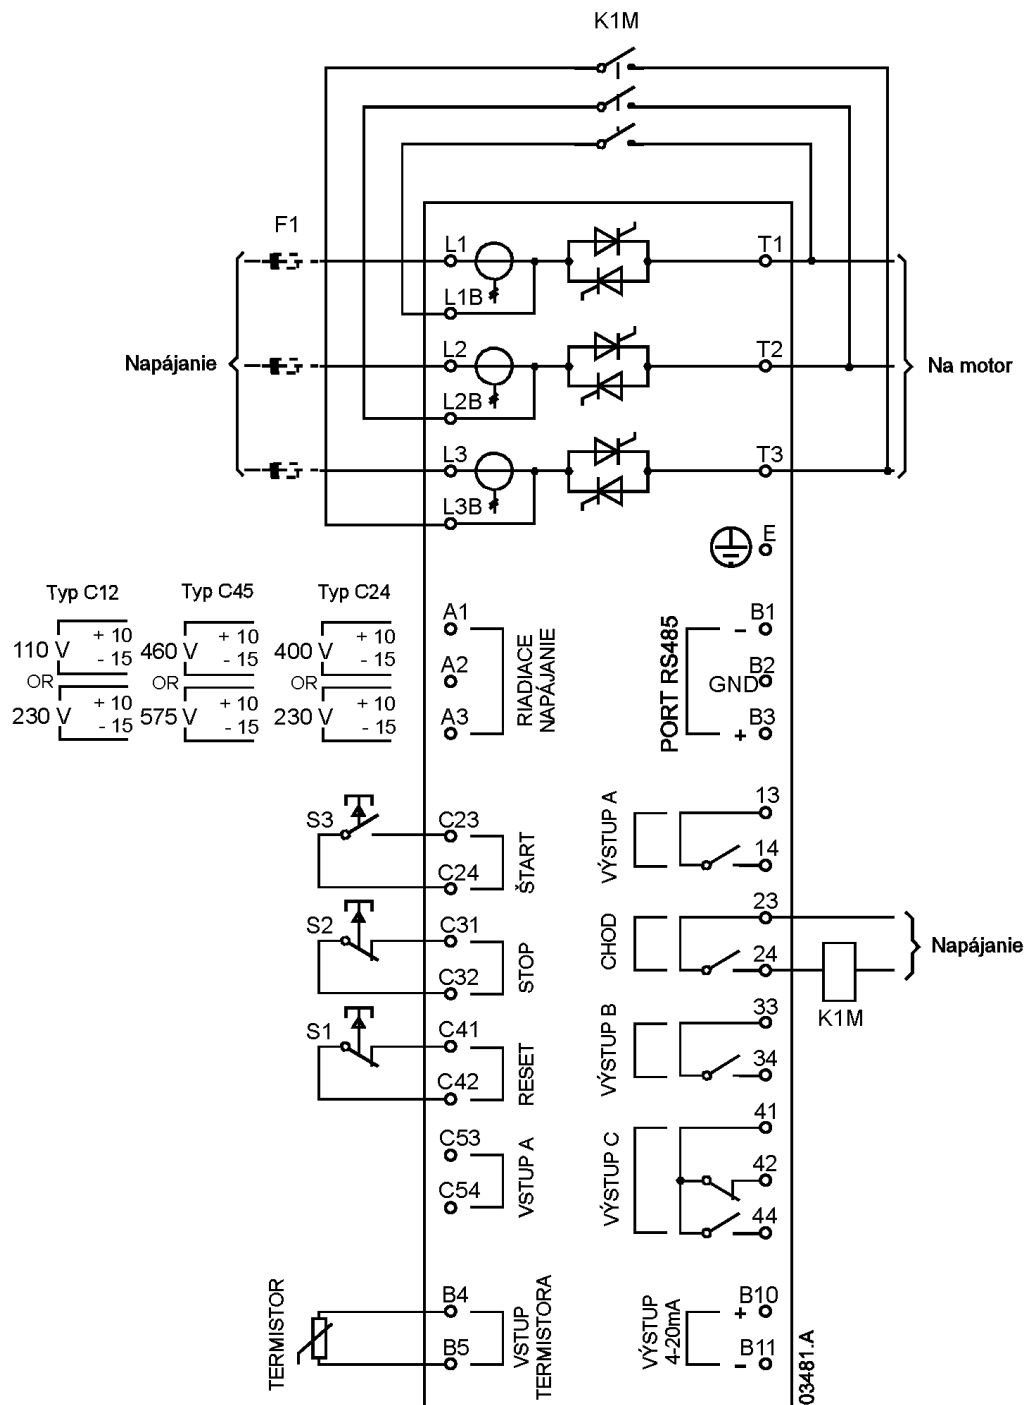 K1M
F1
L1
T1
L1B
Napájanie
L2
T2
Na motor
L2B
L3
T3
L3B
E
Typ C12
Typ C45
Typ C24
110 V + 10 - 15
460 V + 10 - 15
400 V + 10 - 15
OR
OR
OR
230 V + 10 - 15
575 V + 10 - 15
230 V + 10 - 15
A1
A2
A3
RIADIACE
NAPÁJANIE
PORT RS485
- B1
GND B2
+ B3
S3
C23
C24
ŠTART
VÝSTUP A
13
14
S2
C31
C32
STOP
CHOD
23
24
Napájanie
K1M
S1
C41
C42
RESET
VÝSTUP B
33
34
C53
C54
VSTUP A
VÝSTUP C
41
42
44
TERMISTOR
B4
B5
VSTUP
TERMISTORA
VÝSTUP
4-20mA
+ B10
- B11
03481.A